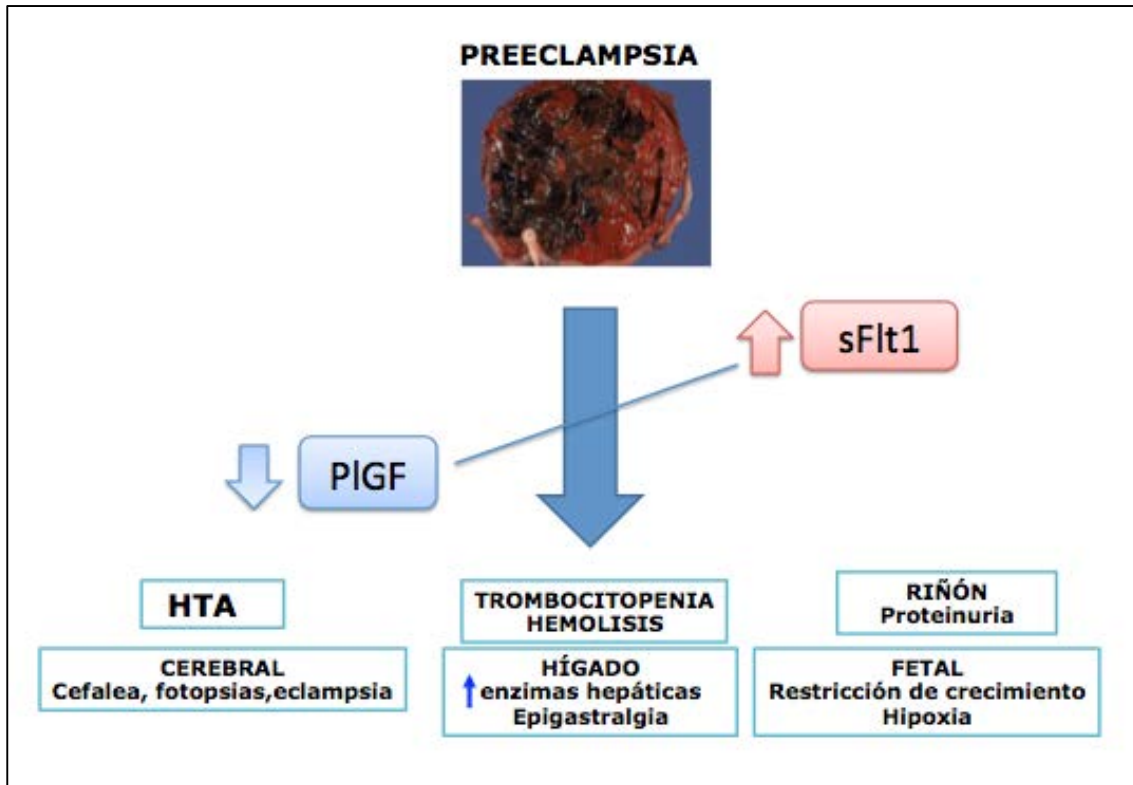 PREECLAMPSIA
sFlt1
PlGF
HTA
CEREBRAL
Cefalea, fotopsias,eclampsia
TROMBOCITOPENIA
HEMOLISIS
HÍGADO
enzimas hepáticas
Epigastralgia
RIÑÓN
Proteinuria
FETAL
Restricción de crecimiento
Hipoxia